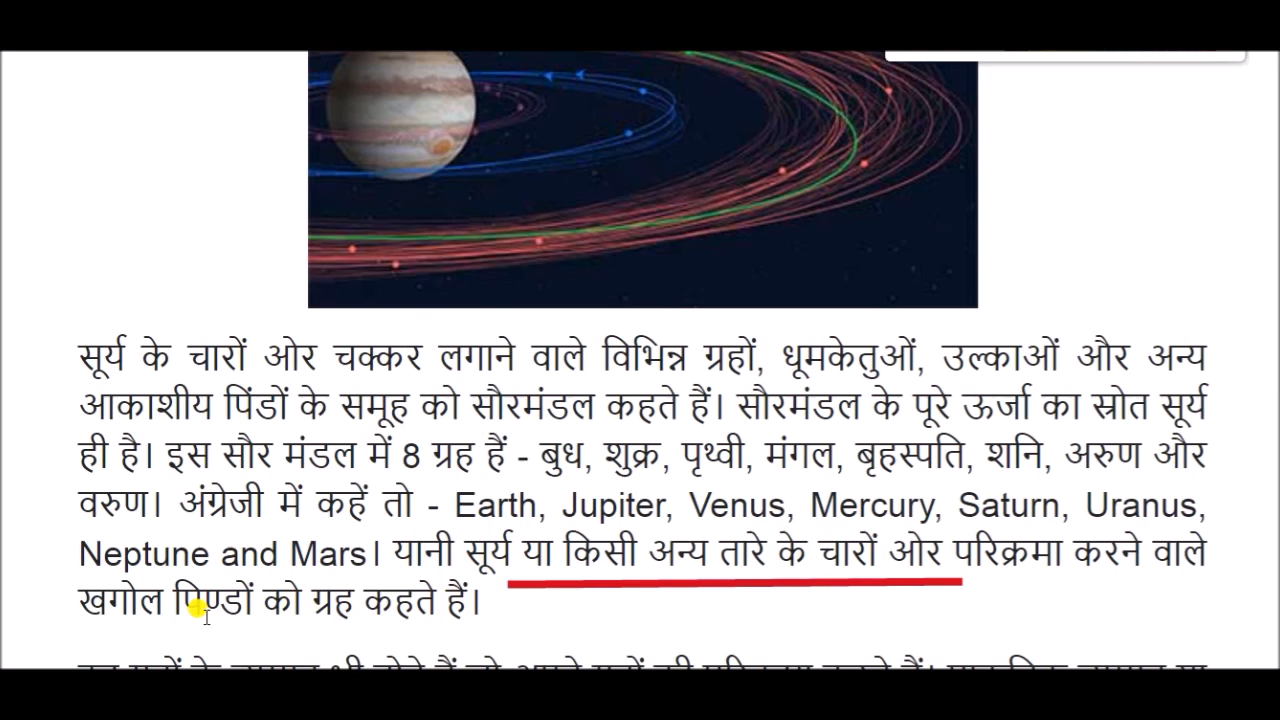 सूर्य के चारों ओर चक्कर लगाने वाले विभिन्न ग्रहों, धूमकेतुओं, उल्काओं और अन्य
आकाशीय पिंडों के समूह को सौरमंडल कहते हैं। सौरमंडल के पूरे ऊर्जा का स्रोत सूर्य
ही है। इस सौर मंडल में 8 ग्रह हैं - बुध, शुक्र, पृथ्वी, मंगल, बृहस्पति, शनि, अरुण और
वरुण। अंग्रेजी में कहें तो - Earth, Jupiter, Venus, Mercury, Saturn, Uranus,
Neptune and Mars। यानी सूर्य या किसी अन्य तारे के चारों ओर परिक्रमा करने वाले
खगोल पिण्डों को ग्रह कहते हैं।